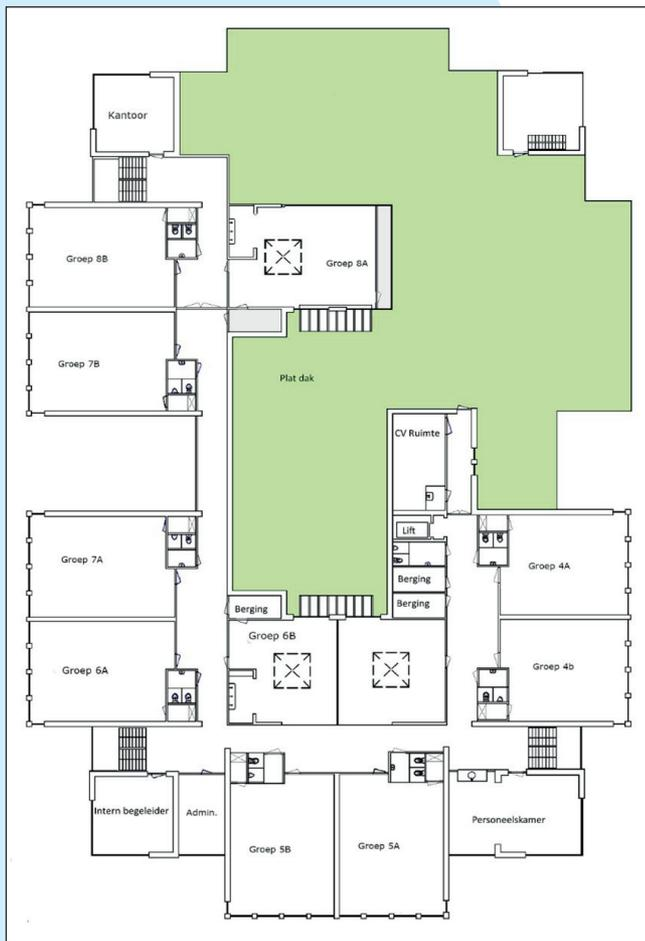 Kantoor
Groep 8B
Groep 8A
Groep 7B
Plat dak
CV Ruimte
Lift
Groep 7A
Groep 4A
Berging
Berging
Berging
Groep 6B
Groep 6A
Groep 4b
Intern begeleider
Admin.
Personeelskamer
Groep 5B
Groep 5A